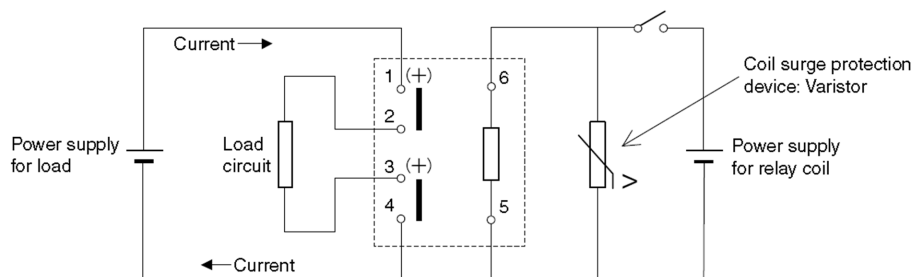 Current
Power supply
for load
Load
circuit
1 (+)
2
3 (+)
4
6
5
Coil surge protection
device: Varistor
Power supply
for relay coil
Current